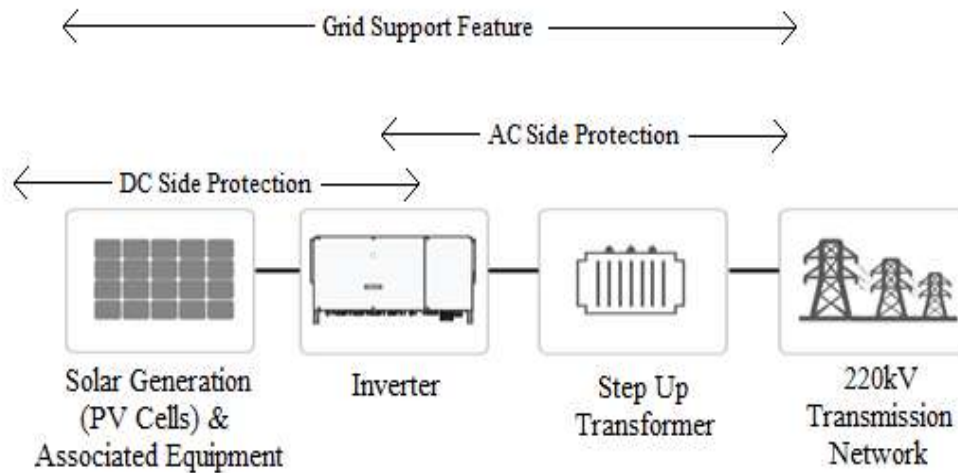 Grid Support Feature
AC Side Protection
DC Side Protection
Solar Generation
(PV Cells) &
Associated Equipment
Inverter
Step Up
Transformer
220kV
Transmission
Network